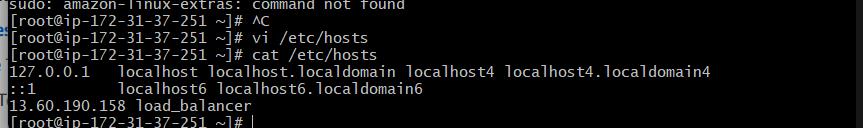 sudo: amazon-linux-extras: command not found
[root@ip-172-31-37-251 ~]# ^C
[root@ip-172-31-37-251 ~]# vi /etc/hosts
[root@ip-172-31-37-251 ~]# cat /etc/hosts
127.0.0.1   localhost localhost.localdomain localhost4 localhost4.localdomain4
::1         localhost6 localhost6.localdomain6
13.60.190.158 load_balancer
[root@ip-172-31-37-251 ~]#